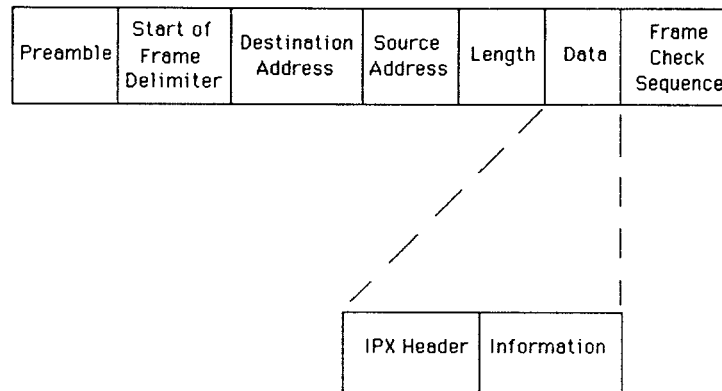 Preamble
Start of
Frame
Delimiter
Destination
Address
Source
Address
Length
Data
Frame
Check
Sequence
IPX Header
Information